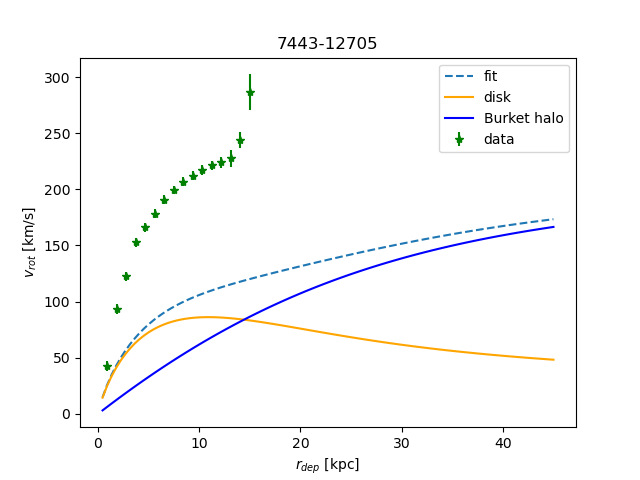 7443-12705
fit
disk
Burket halo
data
300
250
200
150
100
50
0
v_rot [km/s]
0 10 20 30 40
r_dep [kpc]